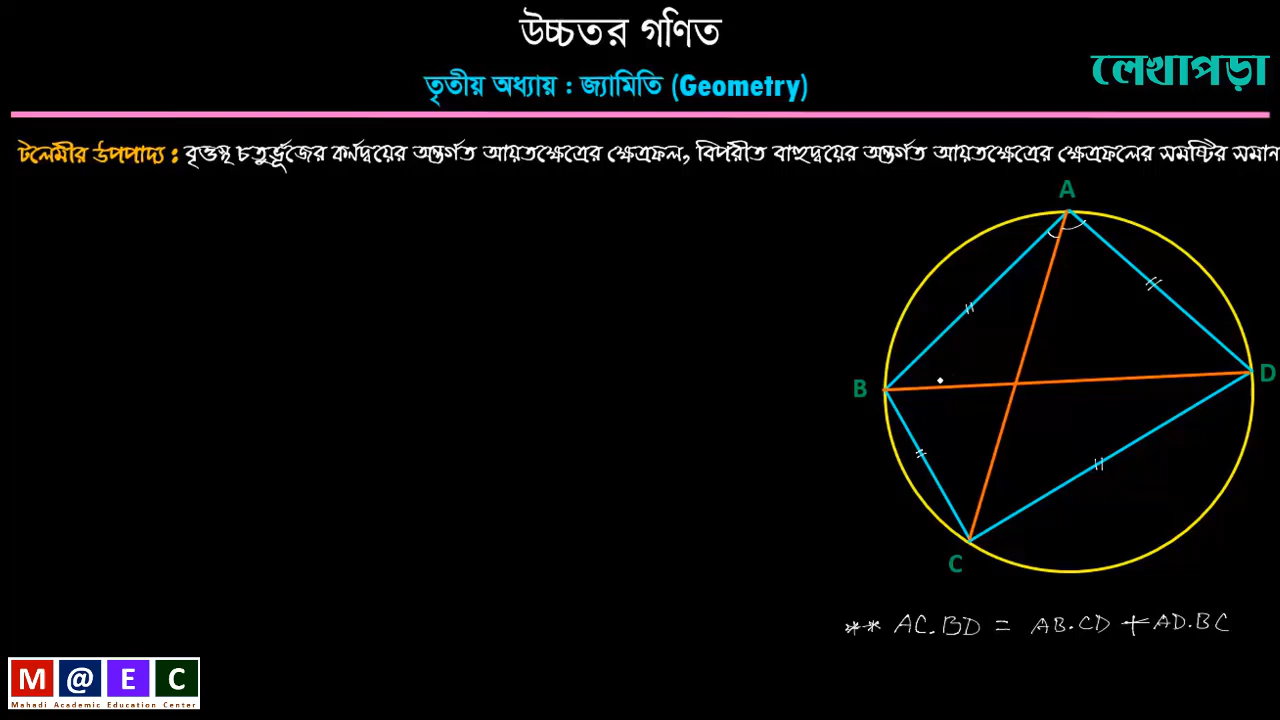 উচ্চতর গণিত
তৃতীয় অধ্যায় : জ্যামিতি (Geometry)
লেখাপড়া
টলেমীর উপপাদ্য : বৃত্তস্থ চতুর্ভূজের কর্নদ্বয়ের অন্তর্গত আয়তক্ষেত্রের ক্ষেত্রফল, বিপরীত বাহুদ্বয়ের অন্তর্গত আয়তক্ষেত্রের ক্ষেত্রফলের সমষ্টির সমান
A
D
B
C
** AC.BD = AB.CD + AD.BC
M @ E C
Mahadi Academic Education Center